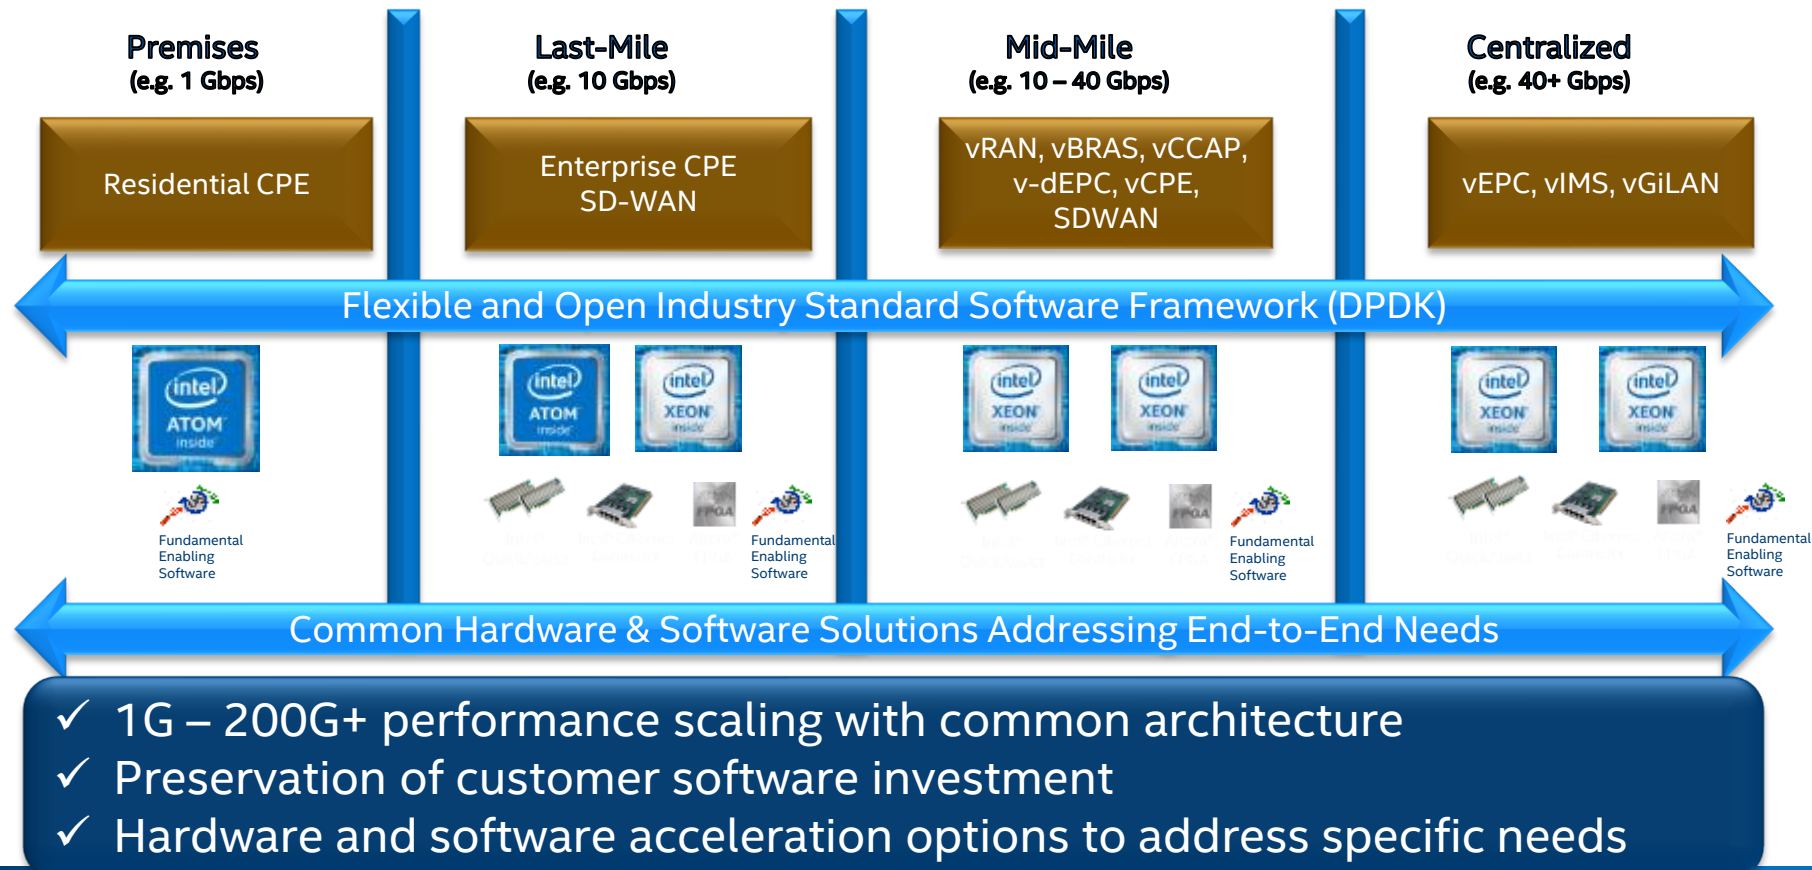 Premises
(e.g. 1 Gbps)
Last-Mile
(e.g. 10 Gbps)
Mid-Mile
(e.g. 10 – 40 Gbps)
Centralized
(e.g. 40+ Gbps)
Residential CPE
Enterprise CPE
SD-WAN
vRAN, vBRAS, vCCAP,
v-dEPC, vCPE,
SDWAN
vEPC, vIMS, vGiLAN
Flexible and Open Industry Standard Software Framework (DPDK)
intel
ATOM
inside
intel
ATOM
inside
intel
XEON
inside
intel
XEON
inside
intel
XEON
inside
intel
XEON
inside
intel
XEON
inside
Fundamental
Enabling
Software
FPGA
Fundamental
Enabling
Software
FPGA
Fundamental
Enabling
Software
FPGA
Fundamental
Enabling
Software
Common Hardware & Software Solutions Addressing End-to-End Needs
✓ 1G – 200G+ performance scaling with common architecture
✓ Preservation of customer software investment
✓ Hardware and software acceleration options to address specific needs